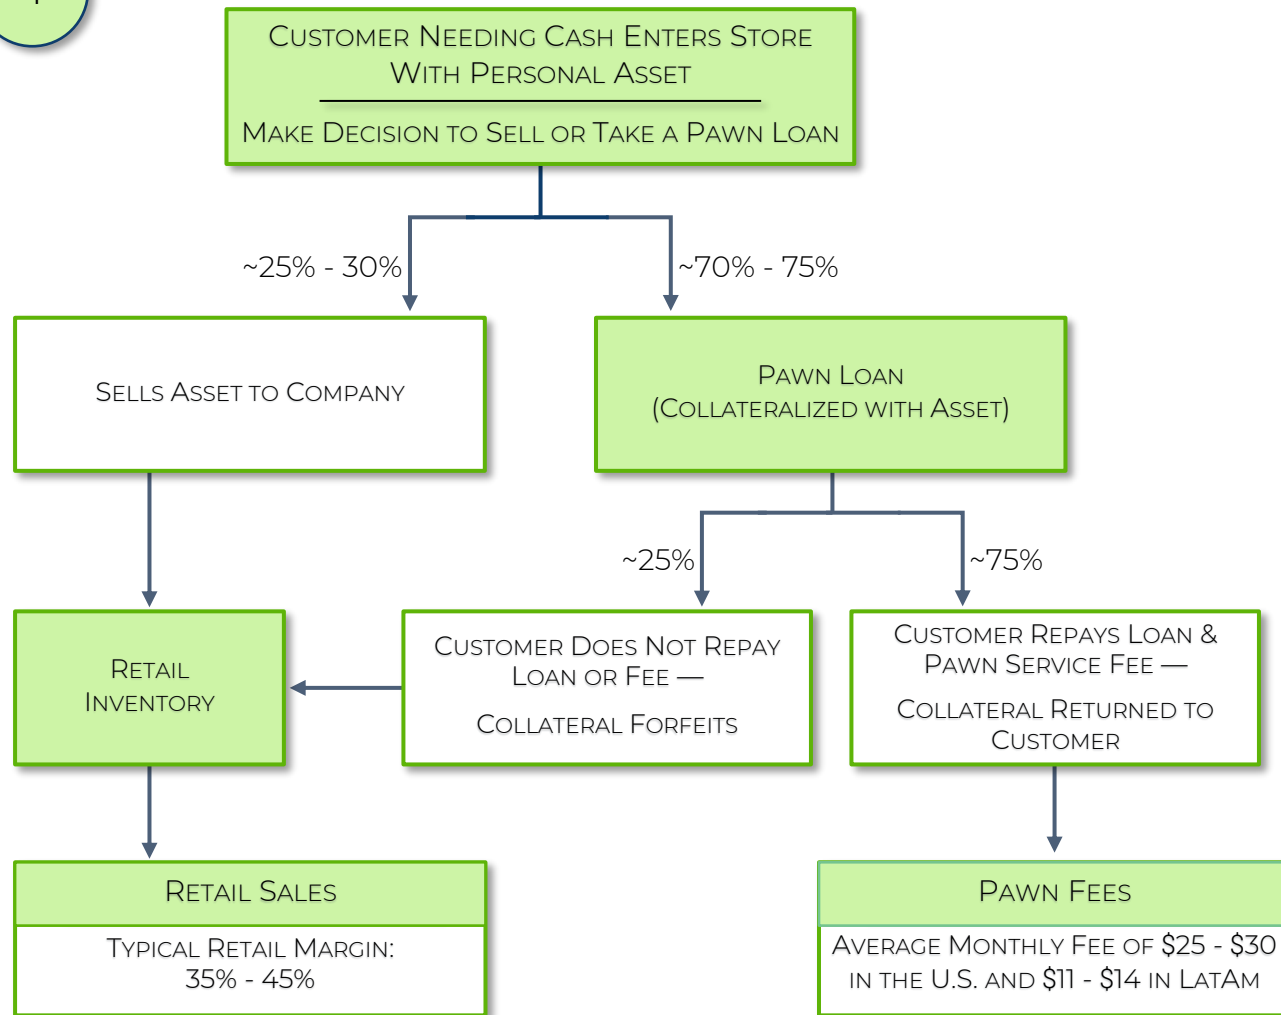 Customer Needing Cash Enters Store
With Personal Asset
Make Decision to Sell or Take a Pawn Loan
~25% - 30%
~70% - 75%
Sells Asset to Company
Pawn Loan
(Collateralized with Asset)
~25%
~75%
Retail
Inventory
Customer Does Not Repay
Loan or Fee —
Collateral Forfeits
Customer Repays Loan &
Pawn Service Fee —
Collateral Returned to
Customer
Retail Sales
Typical Retail Margin:
35% - 45%
Pawn Fees
Average Monthly Fee of $25 - $30
in the U.S. and $11 - $14 in LatAm